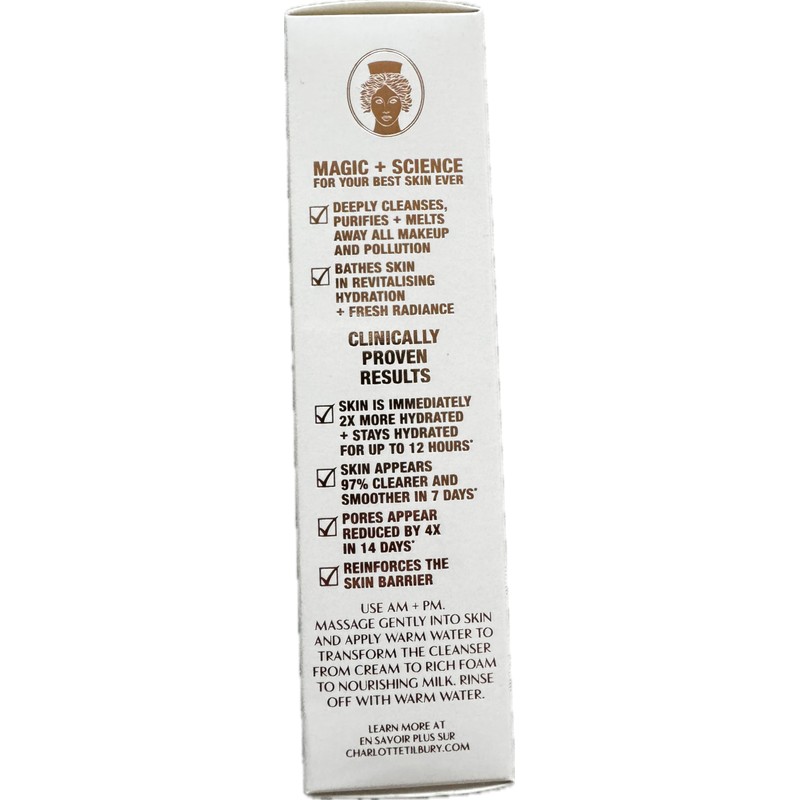 MAGIC + SCIENCE
FOR YOUR BEST SKIN EVER
DEEPLY CLEANSES,
PURIFIES + MELTS
AWAY ALL MAKEUP
AND POLLUTION
BATHES SKIN
IN REVITALISING
HYDRATION
+ FRESH RADIANCE
CLINICALLY
PROVEN
RESULTS
SKIN IS IMMEDIATELY
2X MORE HYDRATED
+ STAYS HYDRATED
FOR UP TO 12 HOURS*
SKIN APPEARS
97% CLEARER AND
SMOOTHER IN 7 DAYS*
PORES APPEAR
REDUCED BY 4X
IN 14 DAYS*
REINFORCES THE
SKIN BARRIER
USE AM + PM.
MASSAGE GENTLY INTO SKIN
AND APPLY WARM WATER TO
TRANSFORM THE CLEANSER
FROM CREAM TO RICH FOAM
TO NOURISHING MILK. RINSE
OFF WITH WARM WATER.
LEARN MORE AT
EN SAVOIR PLUS SUR
CHARLOTTETILBURY.COM